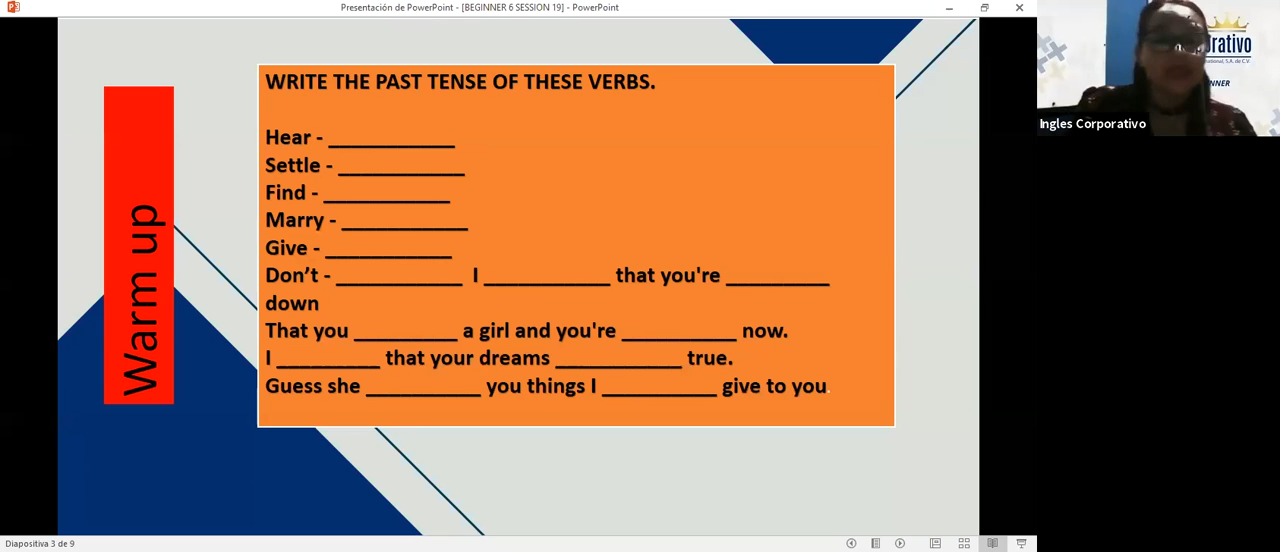 Presentación de PowerPoint - [BEGINNER 6 SESSION 19] - PowerPoint
WRITE THE PAST TENSE OF THESE VERBS.
Hear - ___________
Settle - ___________
Find - ___________
Marry - ___________
Give - ___________
Don't - ___________ I ___________ that you're _________
down
That you _________ a girl and you're __________ now.
I _________ that your dreams ___________ true.
Guess she __________ you things I __________ give to you.
Warm up
Ingles Corporativo
Diapositiva 3 de 9